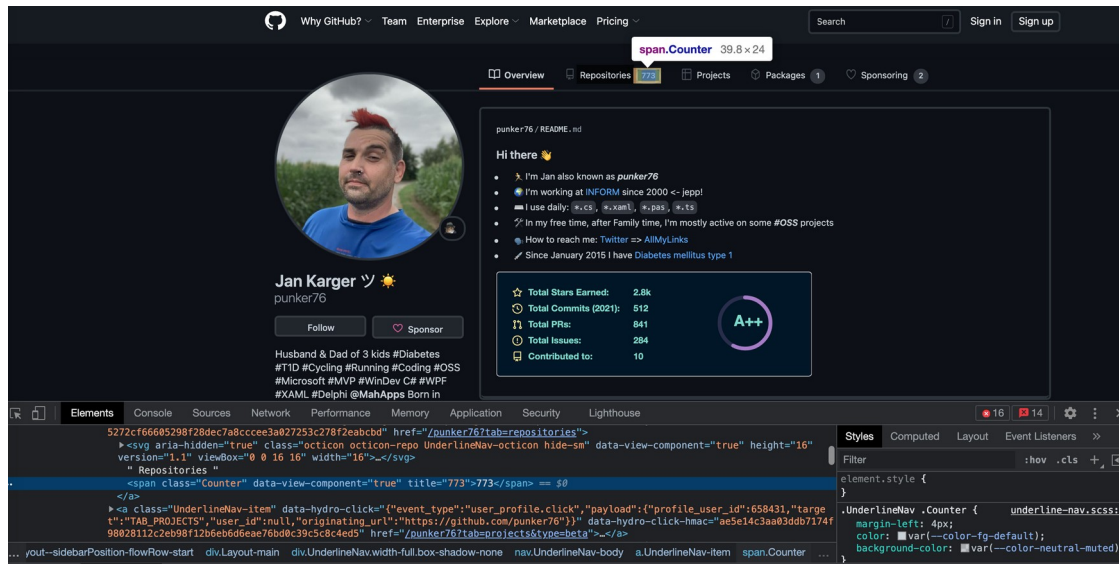 Why GitHub? Team Enterprise Explore Marketplace Pricing Search / Sign in Sign up
span.Counter 39.8 × 24
Overview Repositories 773 Projects Packages 1 Sponsoring 2
punker76 / README.md
Hi there 👋
I'm Jan also known as punker76
I'm working at INFORM since 2000 <- jepp!
I use daily: *.cs, *.xaml, *.pas, *.ts
In my free time, after Family time, I'm mostly active on some #OSS projects
How to reach me: Twitter => AllMyLinks
Since January 2015 I have Diabetes mellitus type 1
Total Stars Earned: 2.8k
Total Commits (2021): 512
Total PRs: 841
Total Issues: 284
Contributed to: 10
A++
Jan Karger ツ ☀️
punker76
Follow Sponsor
Husband & Dad of 3 kids #Diabetes
#T1D #Cycling #Running #Coding #OSS
#Microsoft #MVP #WinDev C# #WPF
#XAML #Delphi @MahApps Born in
Elements Console Sources Network Performance Memory Application Security Lighthouse 16 14
5272cf66605298f28dec7a8cccee3a027253c278f2eabcbd" href="/punker76?tab=repositories">
<svg aria-hidden="true" class="octicon octicon-repo UnderlineNav-octicon hide-sm" data-view-component="true" height="16"
version="1.1" viewBox="0 0 16 16" width="16">…</svg>
" Repositories "
<span class="Counter" data-view-component="true" title="773">773</span> == $0
</a>
<a class="UnderlineNav-item" data-hydro-click="{"event_type":"user_profile.click","payload":{"profile_user_id":658431,"targe
t":"TAB_PROJECTS","user_id":null,"originating_url":"https://github.com/punker76"}}" data-hydro-click-hmac="ae5e14c3aa03ddb7174f
98028112c2eb98f12b6eb6d6eae76bd0c39c5c8c4ed5" href="/punker76?tab=projects&type=beta">…</a>
… yout--sidebarPosition-flowRow-start div.Layout-main div.UnderlineNav.width-full.box-shadow-none nav.UnderlineNav-body a.UnderlineNav-item span.Counter …
Styles Computed Layout Event Listeners »
Filter :hov .cls +
element.style {
}
.UnderlineNav .Counter { underline-nav.scss:
margin-left: 4px;
color: var(--color-fg-default);
background-color: var(--color-neutral-muted)
}